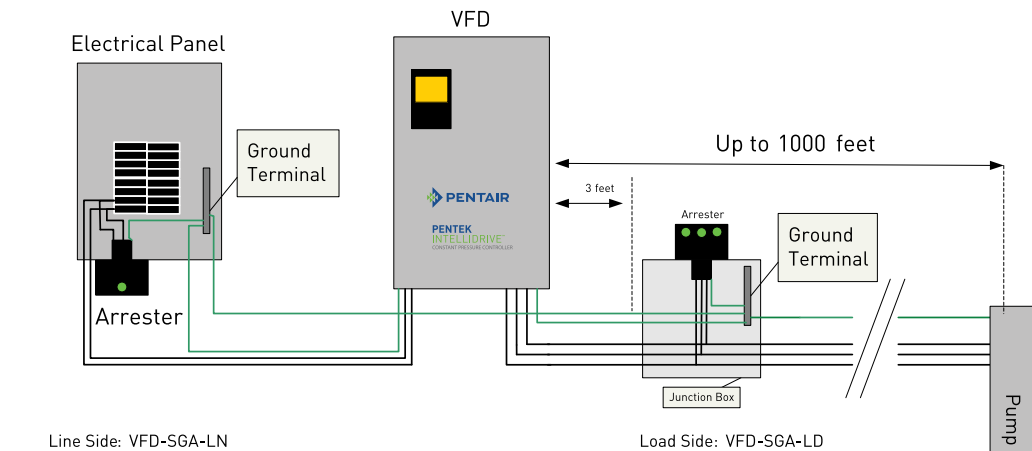 VFD
Electrical Panel
Ground
Terminal
Up to 1000 feet
3 feet
PENTAIR
PENTEK
INTELLIDRIVE™
CONSTANT PRESSURE CONTROLLER
Arrester
Ground
Terminal
Arrester
Junction Box
Pump
Line Side: VFD-SGA-LN
Load Side: VFD-SGA-LD